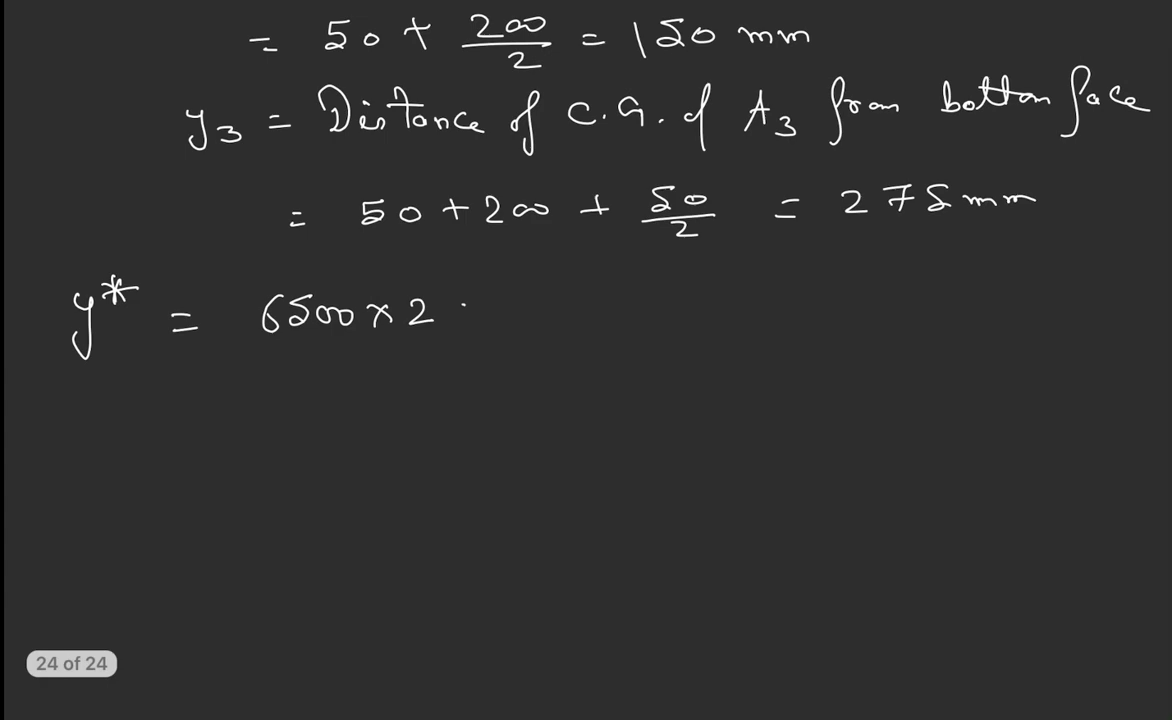 = 50 + 200/2 = 150 mm
y3 = Distance of C.G. of A3 from bottom face
= 50 + 200 + 50/2 = 275 mm
y* = 6500 × 2 .
24 of 24